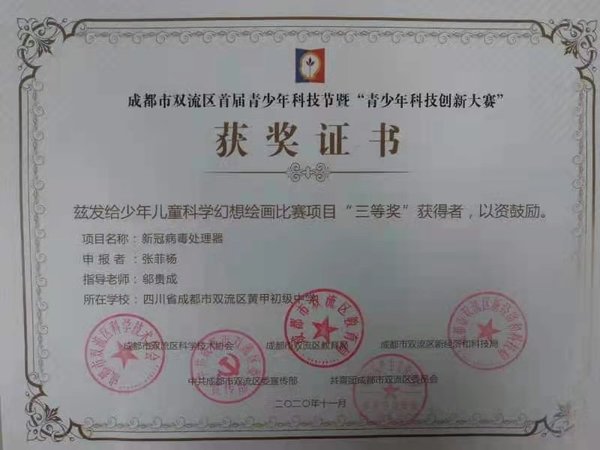 成都市双流区首届青少年科技节暨“青少年科技创新大赛”
获奖证书
兹发给少年儿童科学幻想绘画比赛项目“三等奖”获得者，以资鼓励。
项目名称：新冠病毒处理器
申报者：张菲杨
指导老师：邬贵成
所在学校：四川省成都市双流区黄甲初级中学
成都市双流区科学技术协会 成都市双流区教育局 成都市双流区新经济和科技局
中共成都市双流区委宣传部 共青团成都市双流区委员会
二〇二〇年十一月